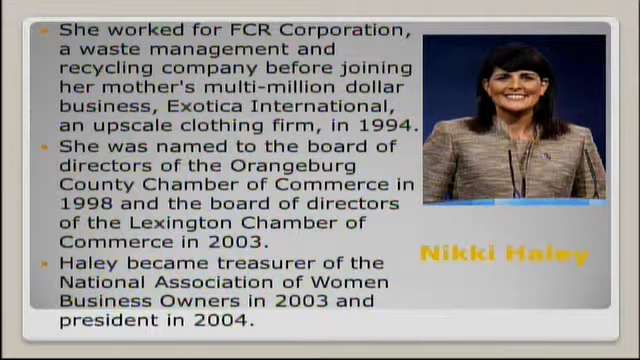 She worked for FCR Corporation,
a waste management and
recycling company before joining
her mother's multi-million dollar
business, Exotica International,
an upscale clothing firm, in 1994.
She was named to the board of
directors of the Orangeburg
County Chamber of Commerce in
1998 and the board of directors
of the Lexington Chamber of
Commerce in 2003.
Haley became treasurer of the
National Association of Women
Business Owners in 2003 and
president in 2004.
Nikki Haley